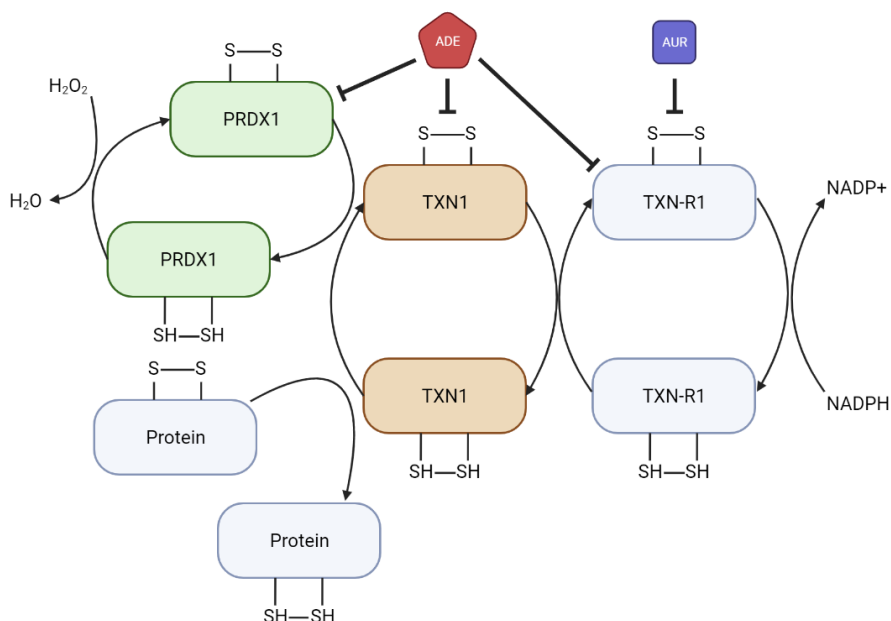 ADE
AUR
S—S
PRDX1
H₂O₂
H₂O
PRDX1
SH—SH
S—S
TXN1
S—S
TXN-R1
NADP+
S—S
Protein
TXN1
SH—SH
TXN-R1
SH—SH
NADPH
Protein
SH—SH